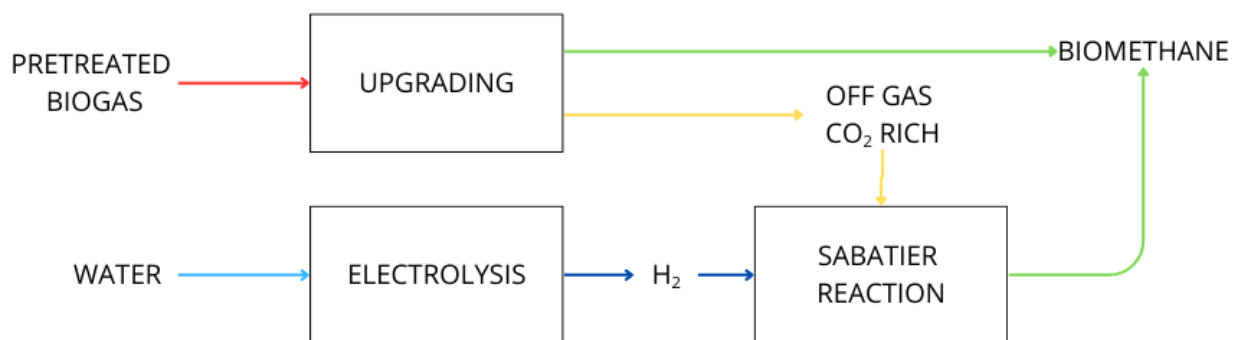 PRETREATED
BIOGAS
UPGRADING
BIOMETHANE
OFF GAS
CO₂ RICH
WATER
ELECTROLYSIS
H₂
SABATIER
REACTION